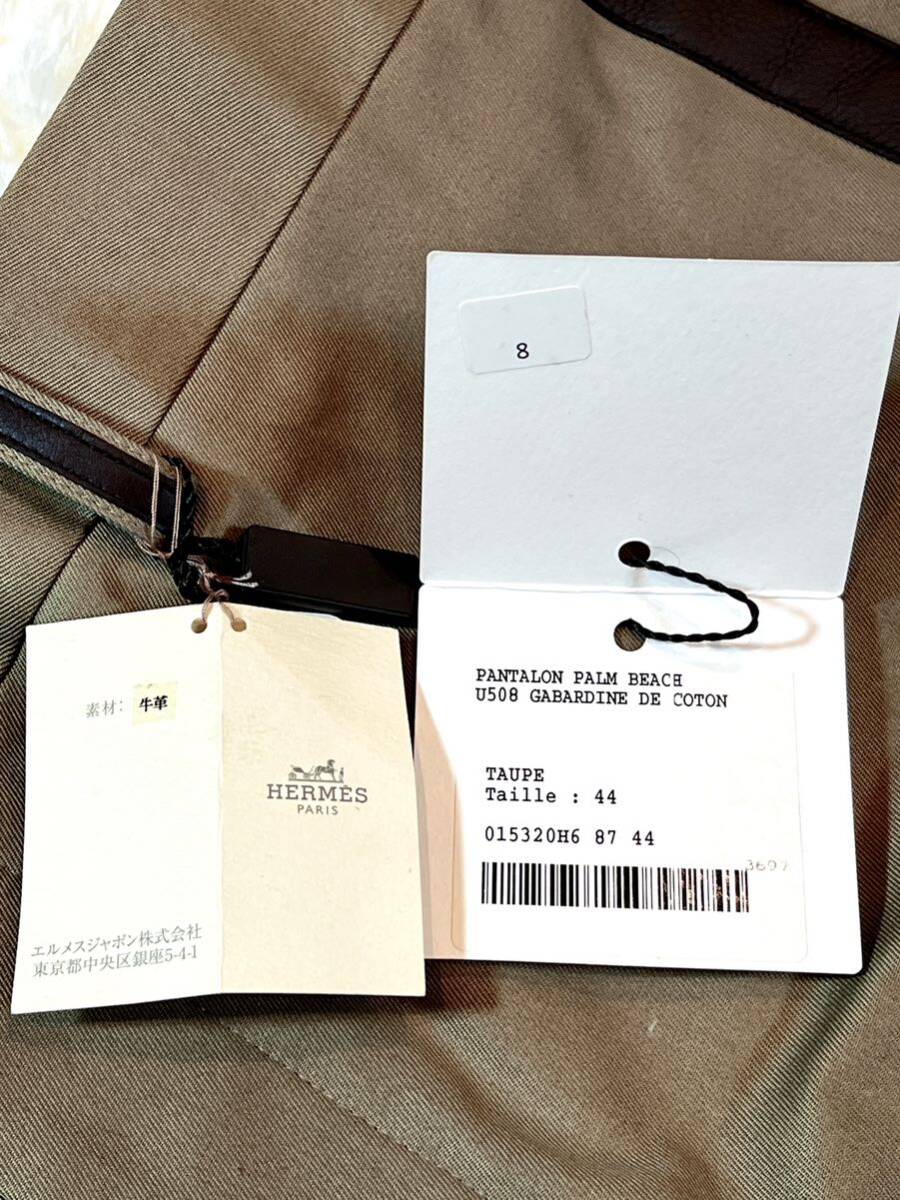 8
PANTALON PALM BEACH
U508 GABARDINE DE COTON
TAUPE
Taille : 44
015320H6 87 44
3607
素材: 牛革
HERMÈS
PARIS
エルメスジャポン株式会社
東京都中央区銀座5-4-1